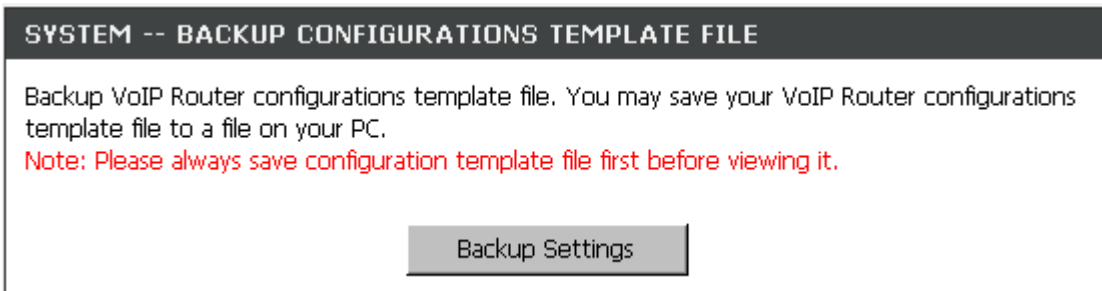 SYSTEM -- BACKUP CONFIGURATIONS TEMPLATE FILE
Backup VoIP Router configurations template file. You may save your VoIP Router configurations
template file to a file on your PC.
Note: Please always save configuration template file first before viewing it.
Backup Settings